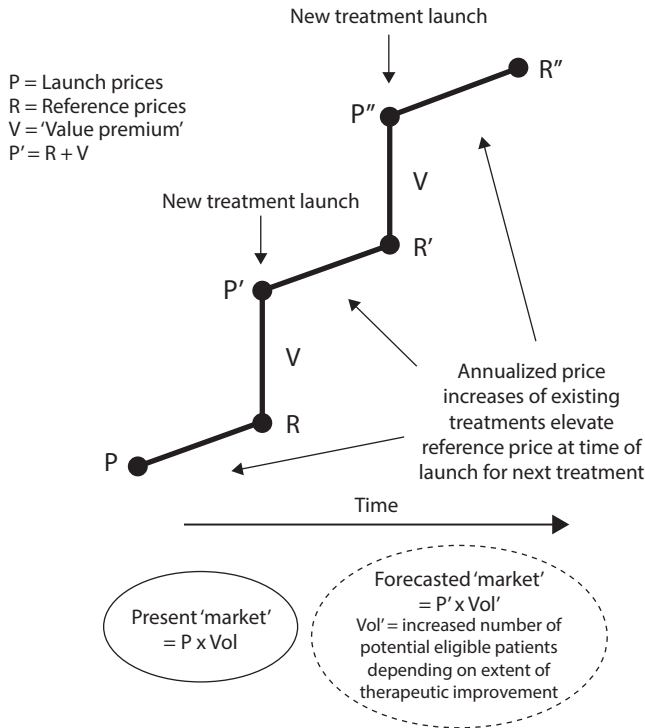 New treatment launch
P = Launch prices
R = Reference prices
V = ‘Value premium’
P′ = R + V
R″
P″
V
New treatment launch
R′
P′
V
Annualized price
increases of existing
treatments elevate
reference price at time of
launch for next treatment
R
P
Time
Present ‘market’
= P x Vol
Forecasted ‘market’
= P′ x Vol′
Vol′ = increased number of
potential eligible patients
depending on extent of
therapeutic improvement